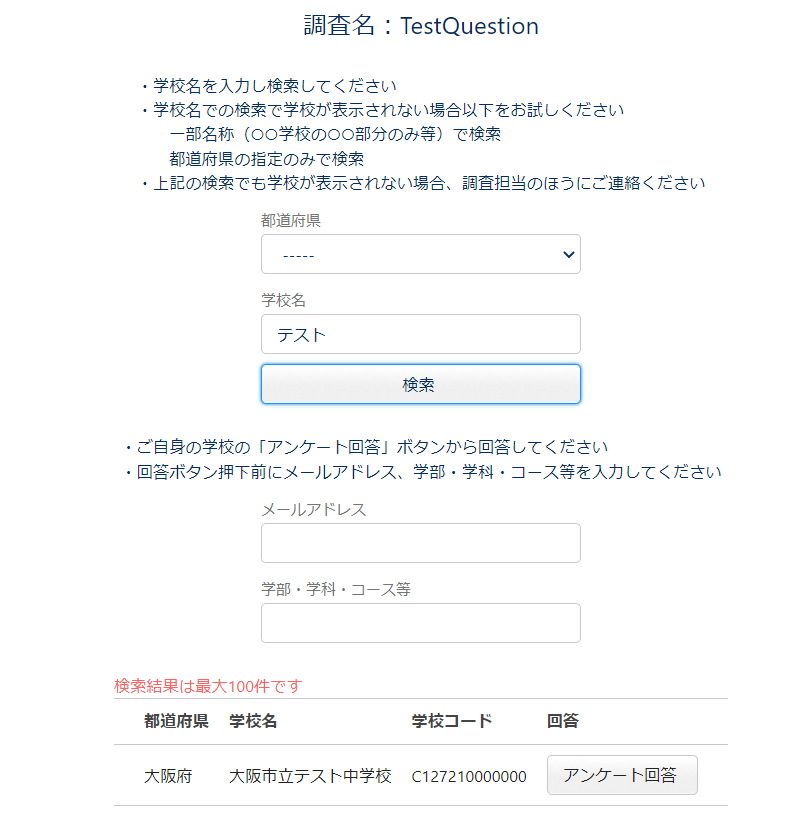 調査名：TestQuestion
・学校名を入力し検索してください
・学校名での検索で学校が表示されない場合以下をお試しください
一部名称（○○学校の○○部分のみ等）で検索
都道府県の指定のみで検索
・上記の検索でも学校が表示されない場合、調査担当のほうにご連絡ください
都道府県
-----
学校名
テスト
検索
・ご自身の学校の「アンケート回答」ボタンから回答してください
・回答ボタン押下前にメールアドレス、学部・学科・コース等を入力してください
メールアドレス
学部・学科・コース等
検索結果は最大100件です
都道府県 学校名 学校コード 回答
大阪府 大阪市立テスト中学校 C127210000000 アンケート回答